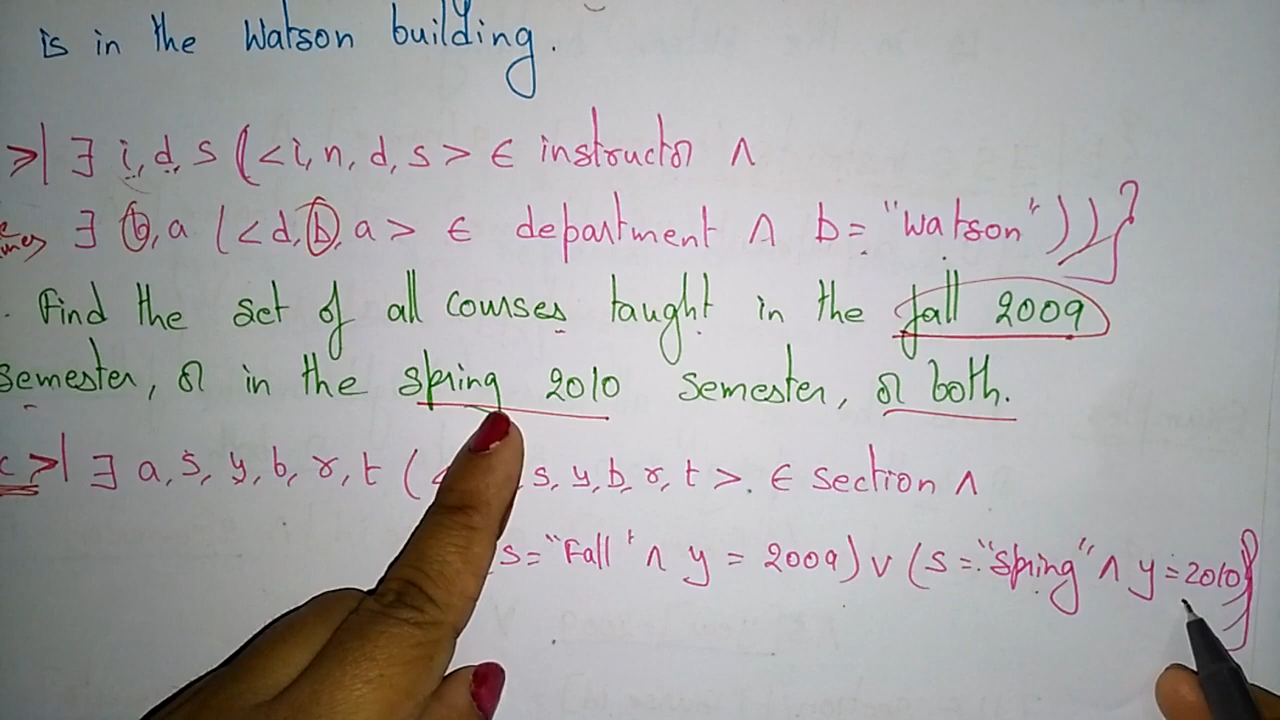 is in the Watson building.
>| ∃ i, d, s (<i, n, d, s> ∈ instructor ∧
∃ b, a (<d, b, a> ∈ department ∧ b = "Watson"))}
. Find the set of all courses taught in the fall 2009
semester, or in the spring 2010 semester, or both.
c >| ∃ a, s, y, b, r, t (< s, y, b, r, t> ∈ section ∧
(s = "Fall" ∧ y = 2009) ∨ (s = "spring" ∧ y = 2010)}